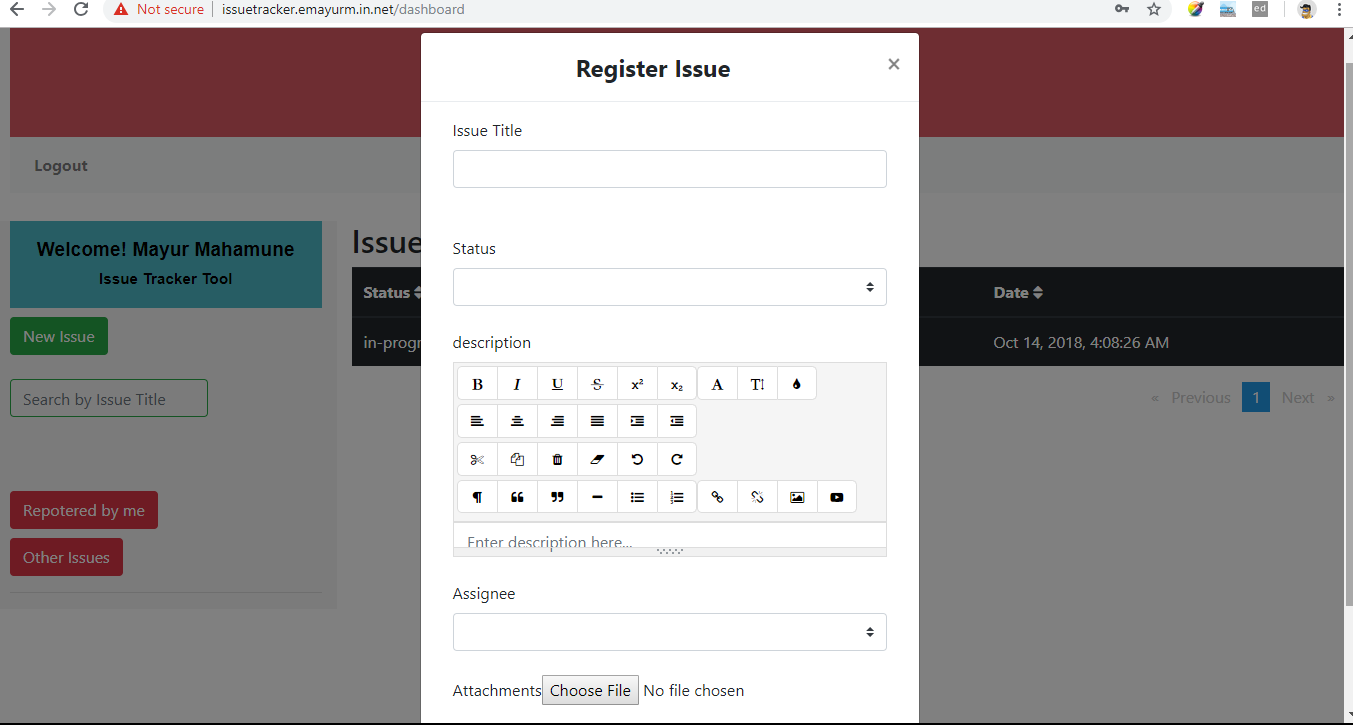 Not secure | issuetracker.emayurm.in.net/dashboard
ed
Register Issue
×
Issue Title
Logout
Welcome! Mayur Mahamune
Issue Tracker Tool
Issue
Status
Status
Date
New Issue
in-progr
Oct 14, 2018, 4:08:26 AM
description
B I U S x² x₂ A T
Search by Issue Title
« Previous 1 Next »
Repotered by me
Enter description here...
Other Issues
Assignee
Attachments Choose File No file chosen